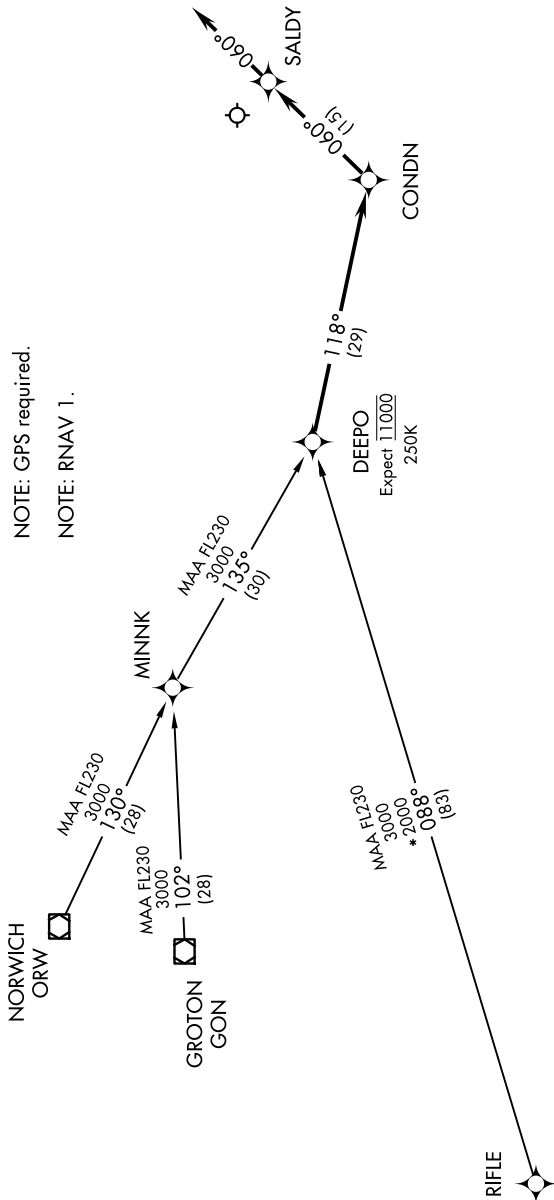 NOTE: GPS required.
NOTE: RNAV 1.
NORWICH
ORW
MAA FL230
3000
130°
(28)
GROTON
GON
MAA FL230
3000
102°
(28)
MINNK
MAA FL230
3000
135°
(30)
RIFLE
MAA FL230
3000
*2000
088°
(83)
DEEPO
Expect 11000
250K
118°
(29)
CONDN
060°
(15)
SALDY
060°